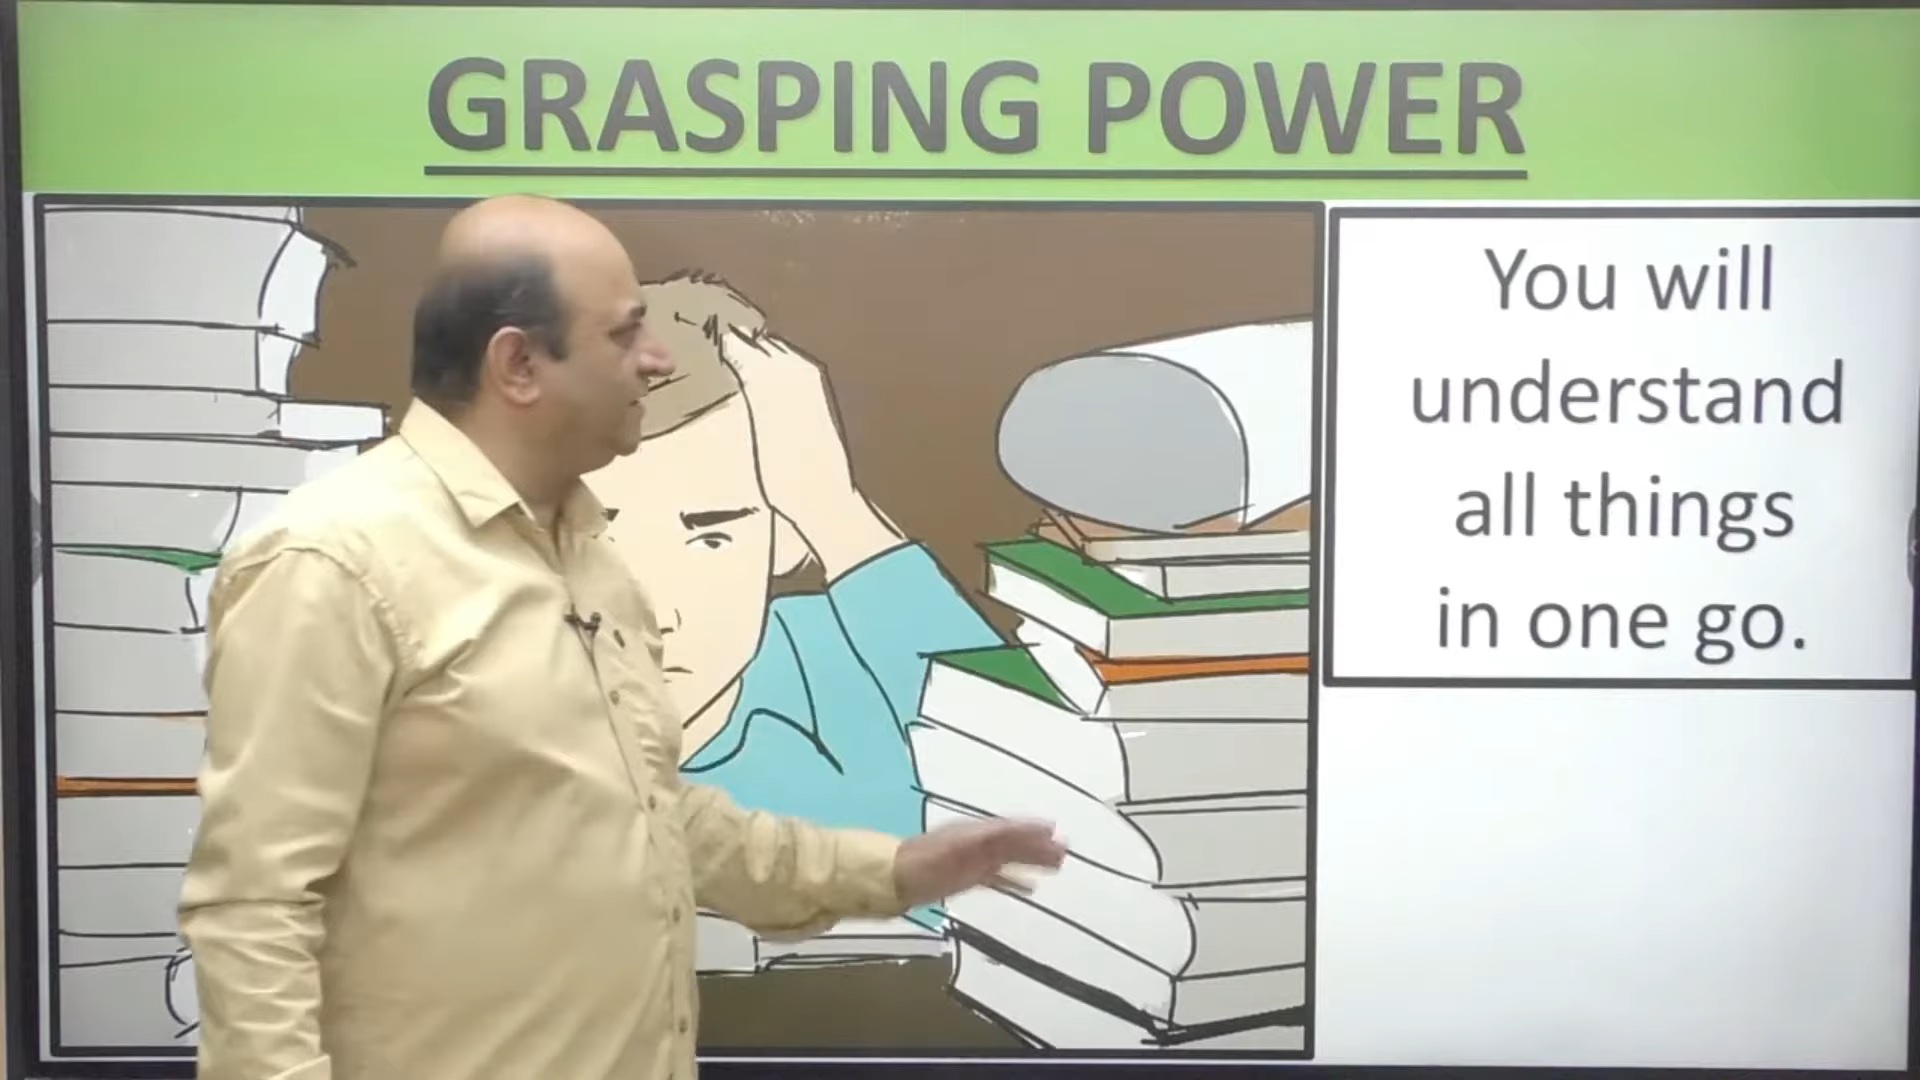 GRASPING POWER
You will
understand
all things
in one go.